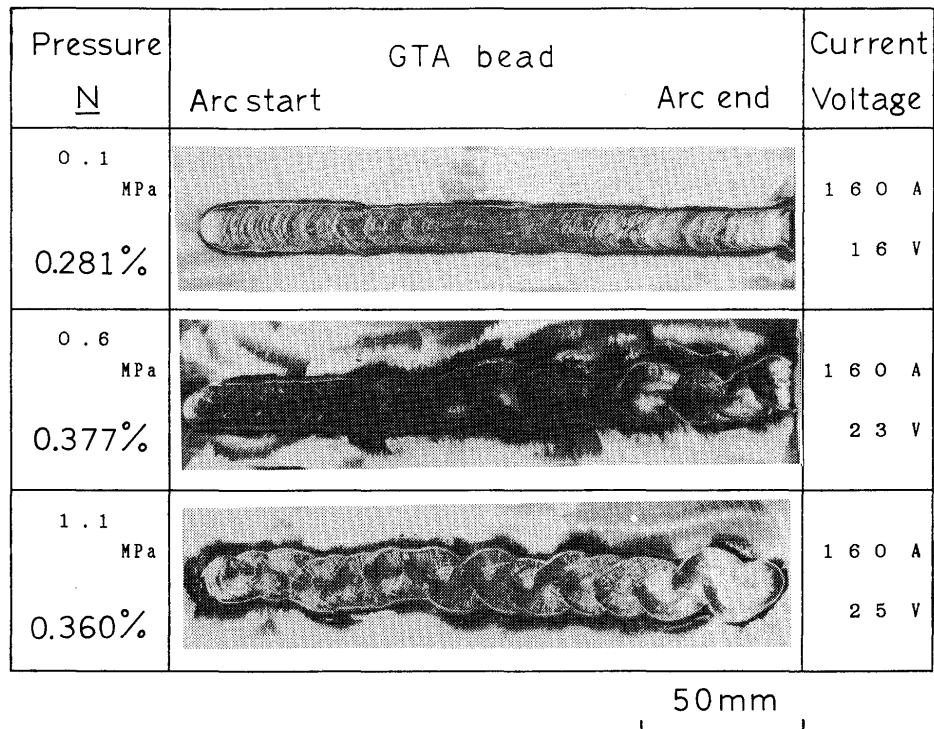 Pressure
N
GTA bead
Arc start
Arc end
Current
Voltage
0.1
MPa
0.281%
160 A
16 V
0.6
MPa
0.377%
160 A
23 V
1.1
MPa
0.360%
160 A
25 V
50mm